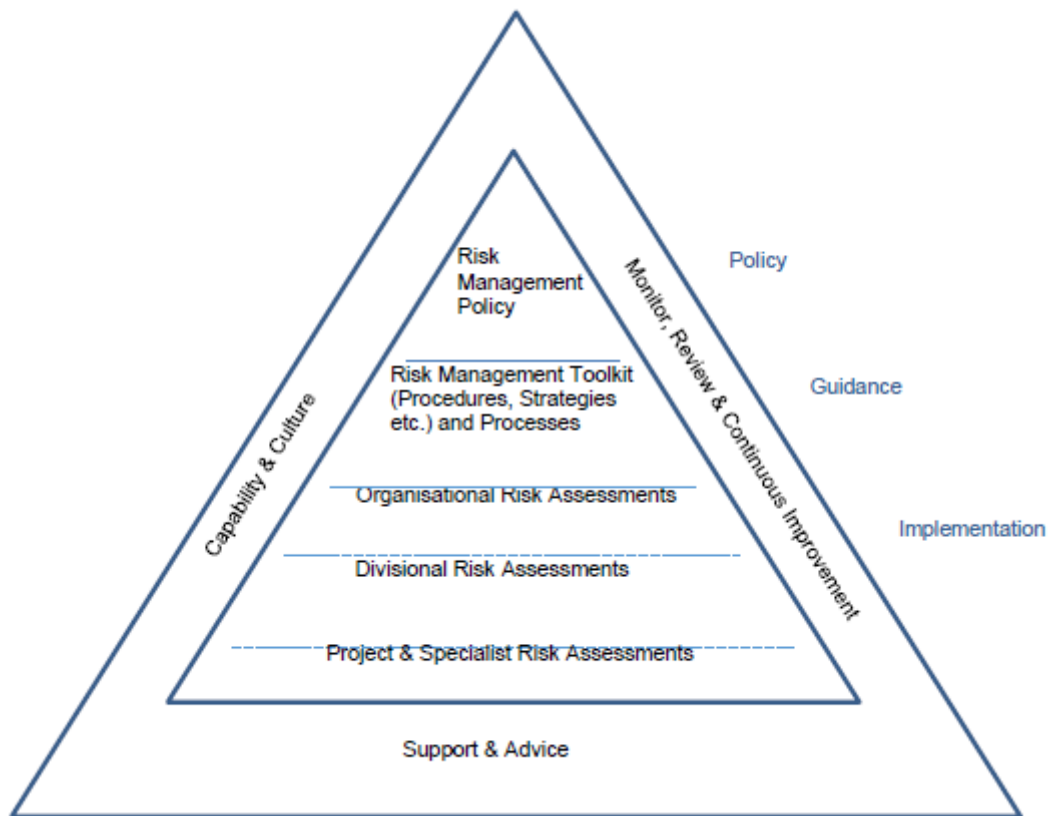 Risk
Management
Policy
Policy
Risk Management Toolkit
(Procedures, Strategies
etc.) and Processes
Guidance
Capability & Culture
Monitor, Review & Continuous Improvement
Organisational Risk Assessments
Implementation
Divisional Risk Assessments
Project & Specialist Risk Assessments
Support & Advice